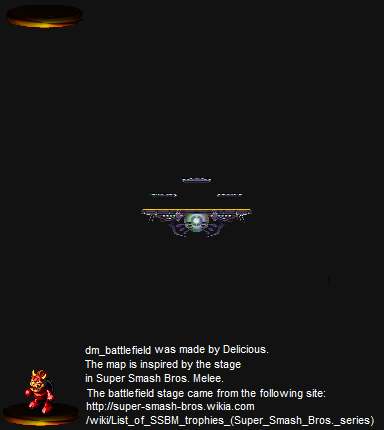 dm_battlefield was made by Delicious.
The map is inspired by the stage
in Super Smash Bros. Melee.
The battlefield stage came from the following site:
http://super-smash-bros.wikia.com
/wiki/List_of_SSBM_trophies_(Super_Smash_Bros._series)